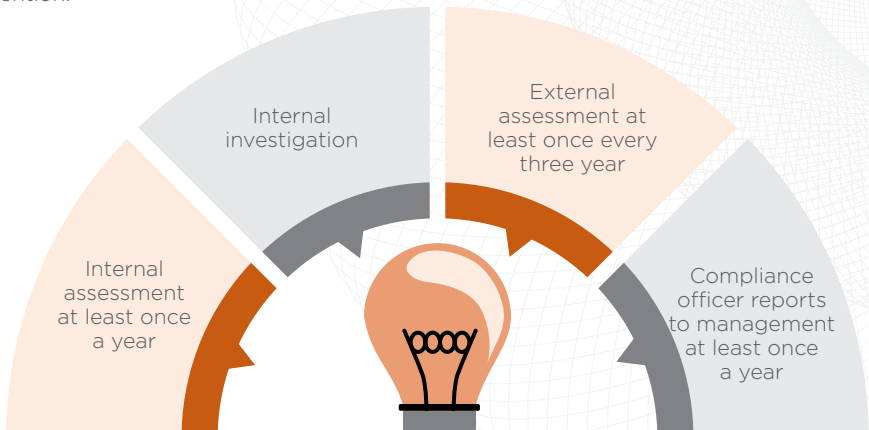 Internal
assessment
at least once
a year
Internal
investigation
External
assessment at
least once every
three year
Compliance
officer reports
to management
at least once
a year